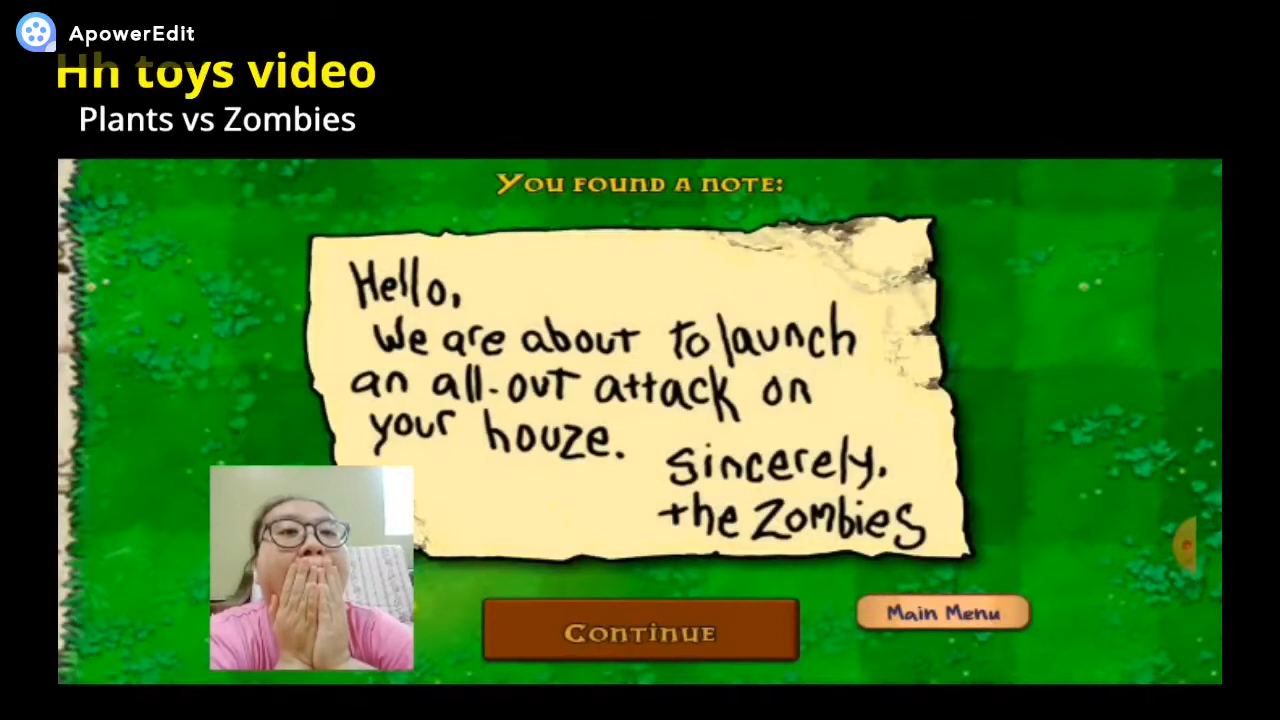 ApowerEdit
Hh toys video
Plants vs Zombies
You found a note:
Hello,
We are about to launch
an all-out attack on
your houze.
Sincerely,
the Zombies
Continue
Main Menu